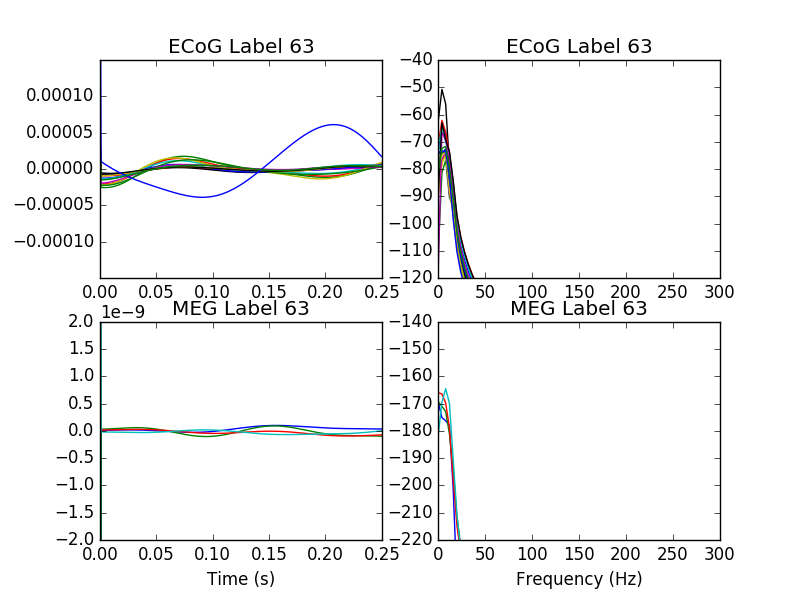 ECoG Label 63
0.00010
0.00005
0.00000
−0.00005
−0.00010
0.00 0.05 0.10 0.15 0.20 0.25
ECoG Label 63
−40
−50
−60
−70
−80
−90
−100
−110
−120
0 50 100 150 200 250 300
1e−9
MEG Label 63
2.0
1.5
1.0
0.5
0.0
−0.5
−1.0
−1.5
−2.0
0.00 0.05 0.10 0.15 0.20 0.25
Time (s)
MEG Label 63
−140
−150
−160
−170
−180
−190
−200
−210
−220
0 50 100 150 200 250 300
Frequency (Hz)